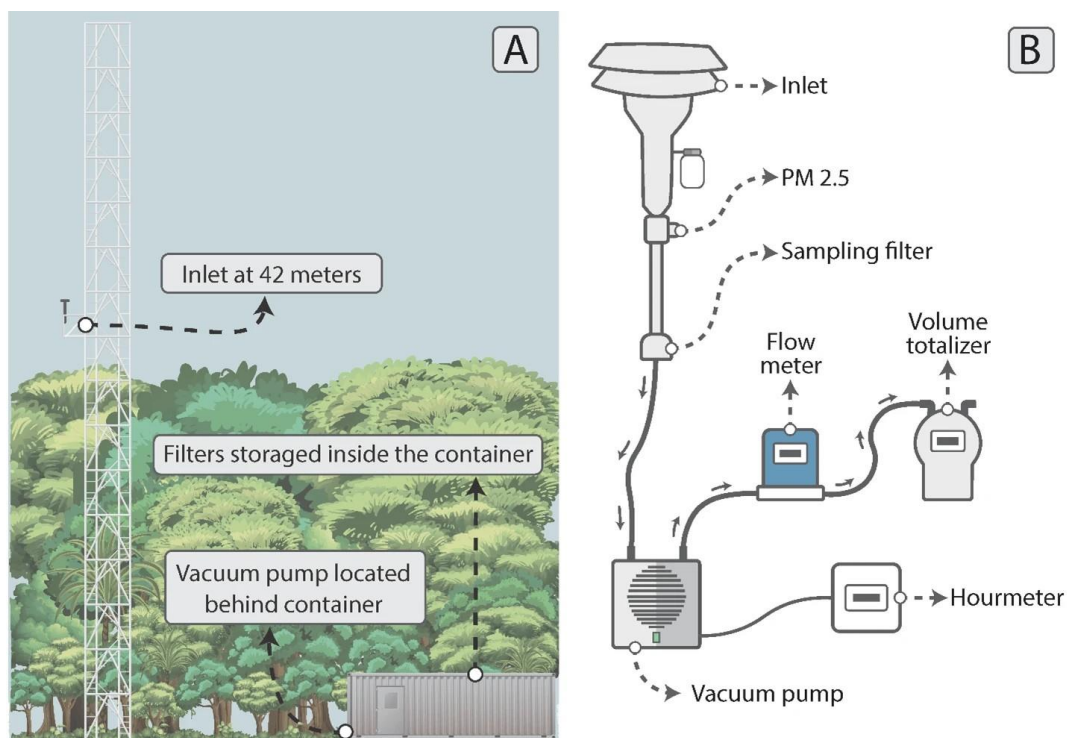 A
Inlet at 42 meters
Filters storaged inside the container
Vacuum pump located
behind container
B
Inlet
PM 2.5
Sampling filter
Flow
meter
Volume
totalizer
Hourmeter
Vacuum pump